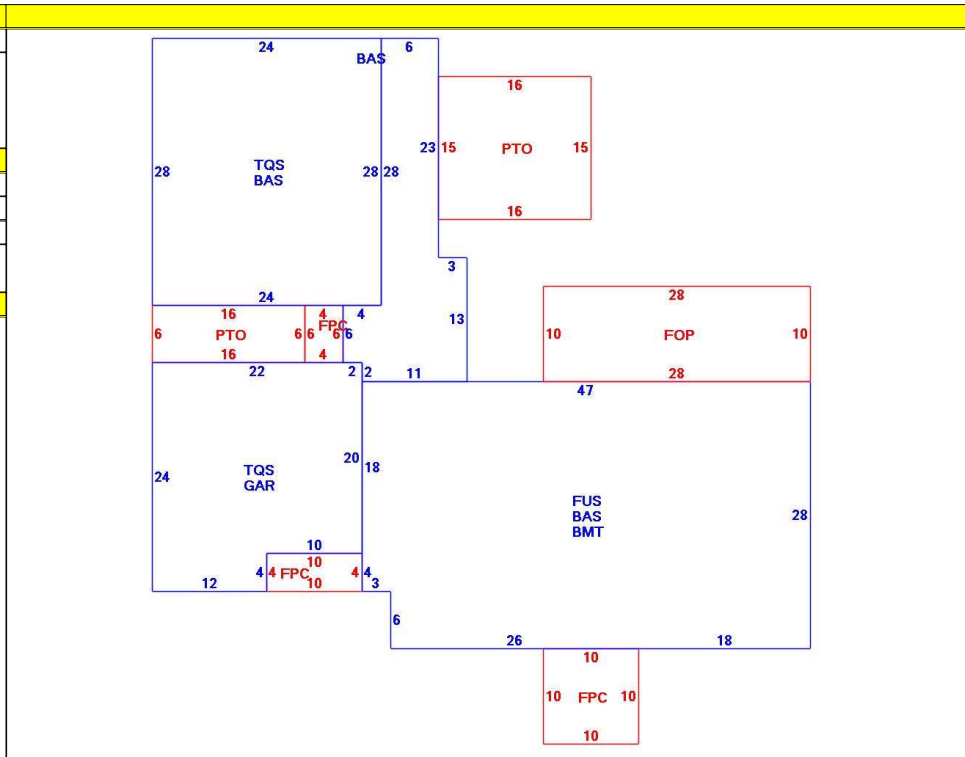 24 6
BAS
16
28 TQS 28 28 23 15 PTO 15
BAS
16
24 3
16 4 4 28
6 PTO 6 6 FPC 6 6 13 10 FOP 10
16 4
22 2 2 11 28
47
24 TQS 20 18
GAR
FUS 28
BAS
BMT
10
10
4 4 FPC 4 4
12 10 3
6
26 18
10
10 FPC 10
10